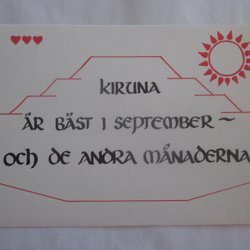 KIRUNA
ÄR BÄST I SEPTEMBER ~
OCH DE ANDRA MÅNADERNA